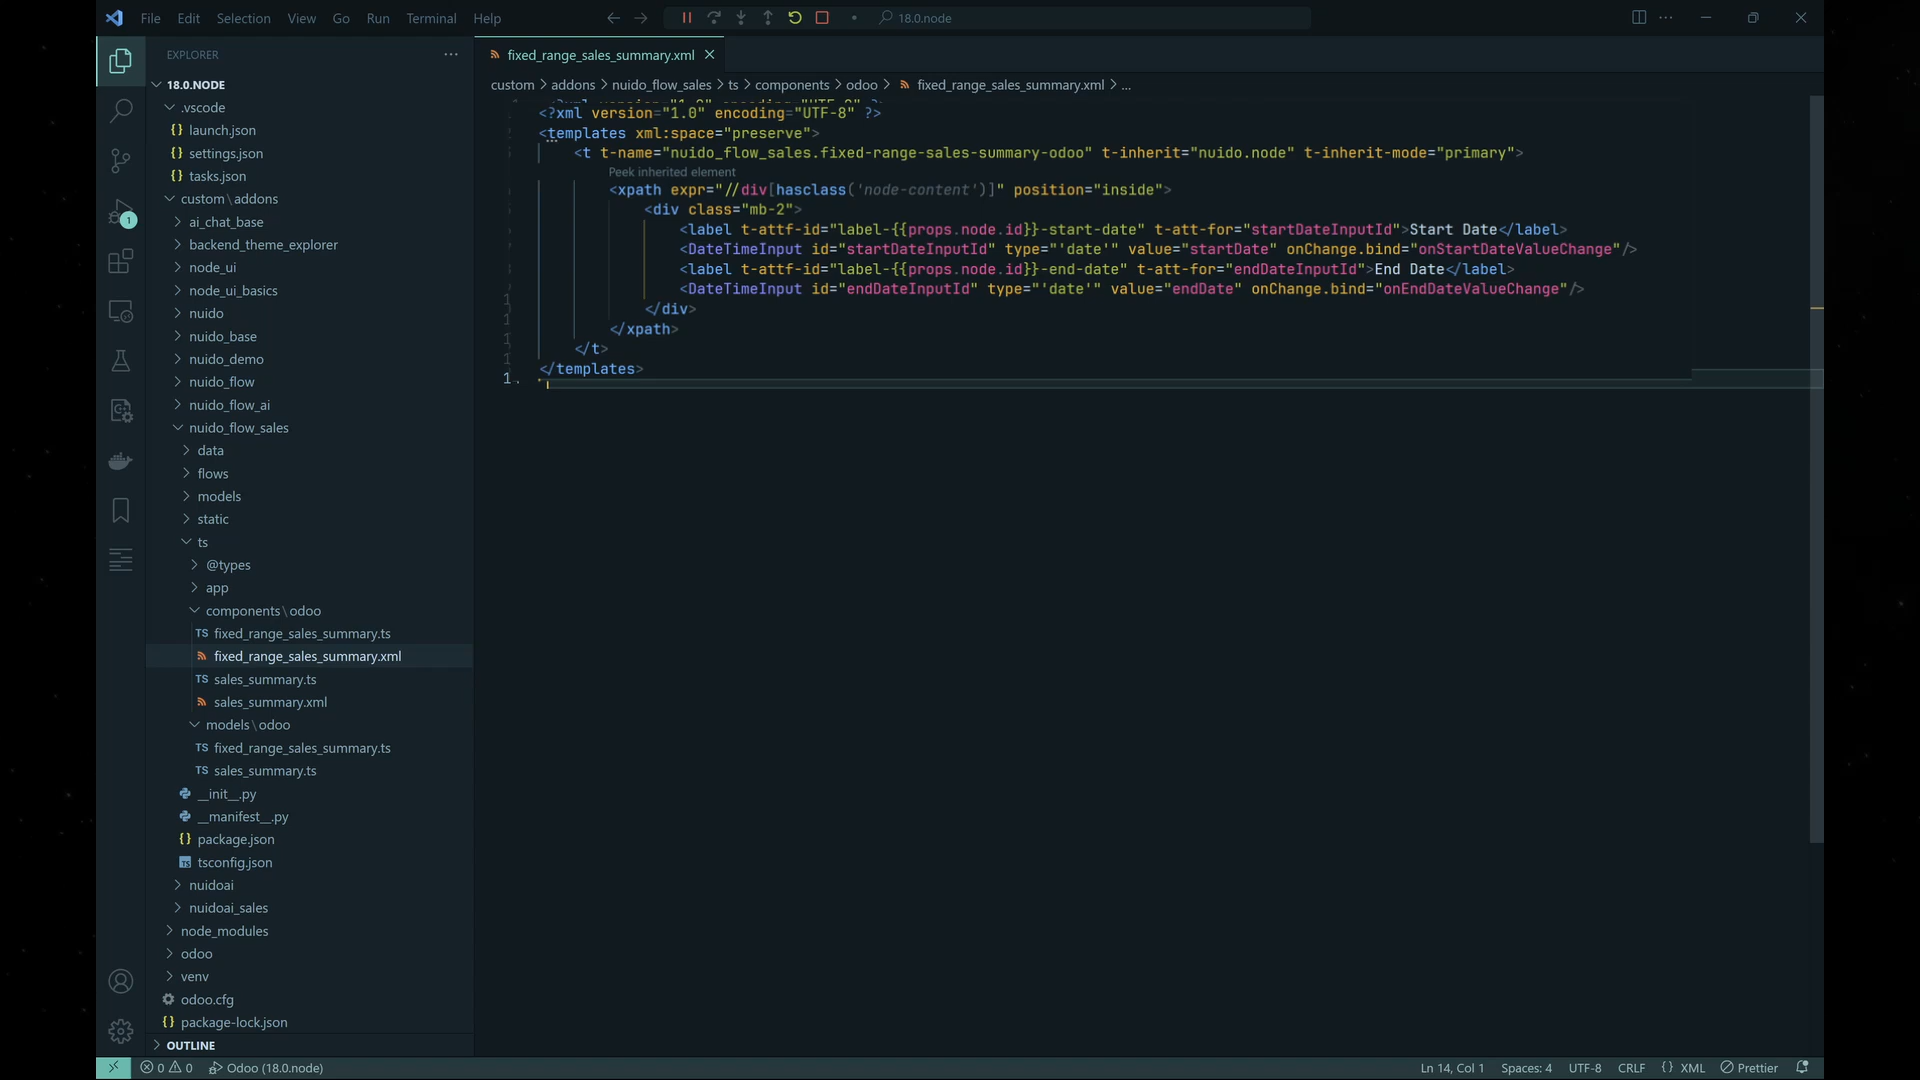 File Edit Selection View Go Run Terminal Help
18.0.node
EXPLORER
fixed_range_sales_summary.xml
18.0.NODE
custom > addons > nuido_flow_sales > ts > components > odoo > fixed_range_sales_summary.xml > ...
.vscode
launch.json
settings.json
tasks.json
custom\addons
ai_chat_base
1
backend_theme_explorer
node_ui
node_ui_basics
nuido
nuido_base
nuido_demo
nuido_flow
nuido_flow_ai
nuido_flow_sales
data
flows
models
static
ts
@types
app
components\odoo
TS fixed_range_sales_summary.ts
fixed_range_sales_summary.xml
TS sales_summary.ts
sales_summary.xml
models\odoo
TS fixed_range_sales_summary.ts
TS sales_summary.ts
__init__.py
__manifest__.py
{} package.json
TS tsconfig.json
nuidoai
nuidoai_sales
node_modules
odoo
venv
odoo.cfg
{} package-lock.json
OUTLINE
<?xml version="1.0" encoding="UTF-8" ?>
<templates xml:space="preserve">
<t t-name="nuido_flow_sales.fixed-range-sales-summary-odoo" t-inherit="nuido.node" t-inherit-mode="primary">
Peek inherited element
<xpath expr="//div[hasclass('node-content')]" position="inside">
<div class="mb-2">
<label t-attf-id="label-{{props.node.id}}-start-date" t-att-for="startDateInputId">Start Date</label>
<DateTimeInput id="startDateInputId" type="'date'" value="startDate" onChange.bind="onStartDateValueChange"/>
<label t-attf-id="label-{{props.node.id}}-end-date" t-att-for="endDateInputId">End Date</label>
<DateTimeInput id="endDateInputId" type="'date'" value="endDate" onChange.bind="onEndDateValueChange"/>
</div>
</xpath>
</t>
</templates>
0 0 Odoo (18.0.node)
Ln 14, Col 1 Spaces: 4 UTF-8 CRLF {} XML Prettier